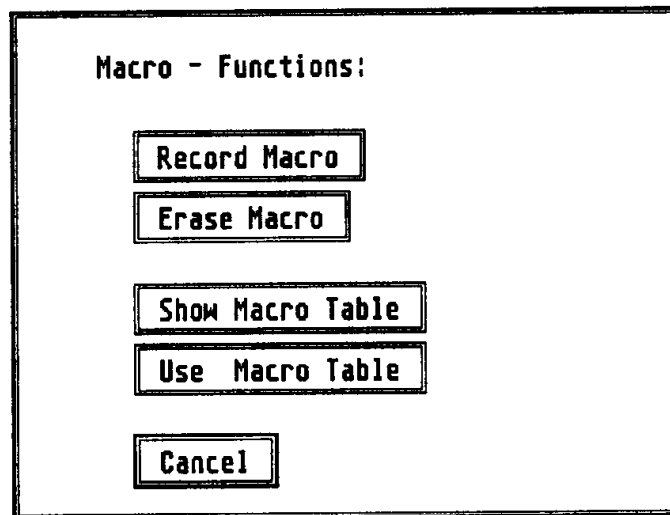 Macro - Functions:
Record Macro
Erase Macro
Show Macro Table
Use  Macro Table
Cancel